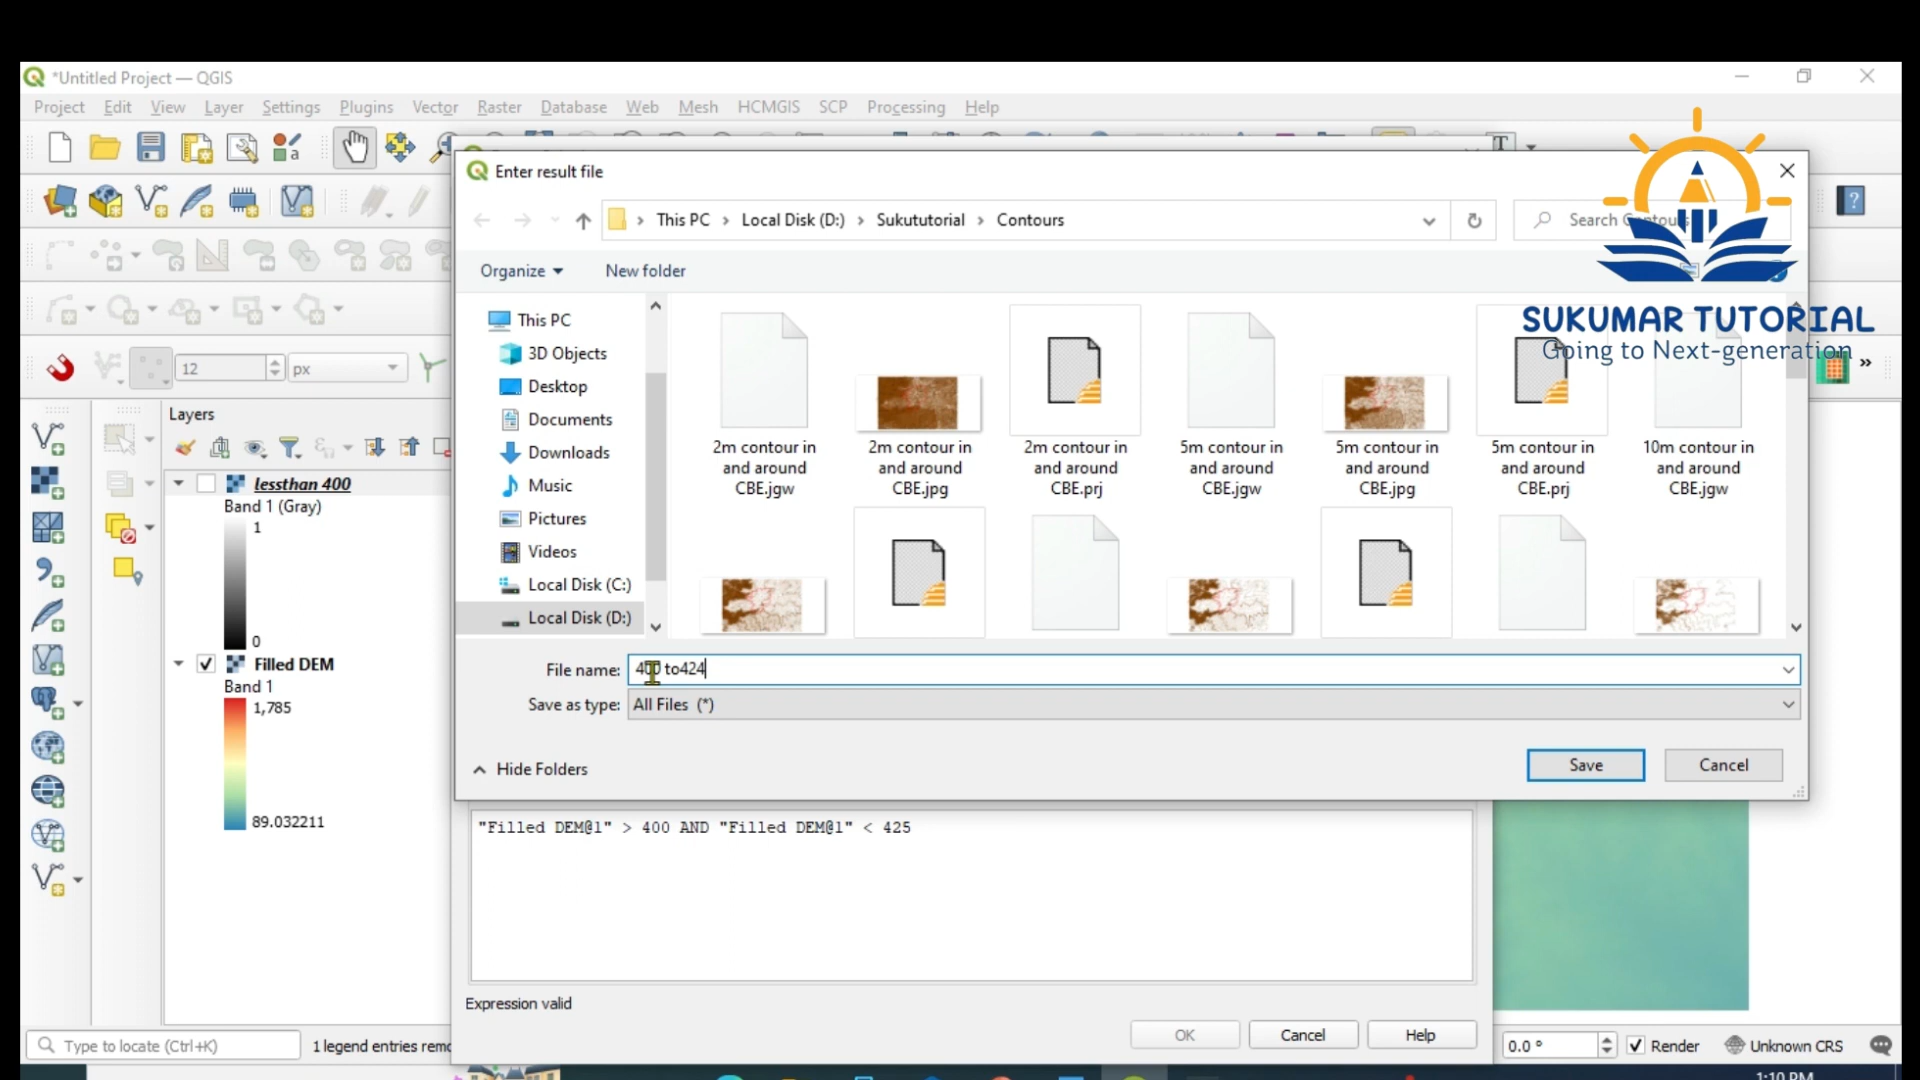 *Untitled Project — QGIS
Project Edit View Layer Settings Plugins Vector Raster Database Web Mesh HCMGIS SCP Processing Help
Enter result file
This PC > Local Disk (D:) > Sukututorial > Contours
Search Contours
Organize New folder
SUKUMAR TUTORIAL
Going to Next-generation
12 px
This PC
3D Objects
Desktop
Documents
Downloads
Music
Pictures
Videos
Local Disk (C:)
Local Disk (D:)
2m contour in and around CBE.jgw
2m contour in and around CBE.jpg
2m contour in and around CBE.prj
5m contour in and around CBE.jgw
5m contour in and around CBE.jpg
5m contour in and around CBE.prj
10m contour in and around CBE.jgw
Layers
lessthan 400
Band 1 (Gray)
1
0
Filled DEM
Band 1
1,785
89.032211
File name: 400 to424
Save as type: All Files (*)
Hide Folders
Save Cancel
"Filled DEM@1" > 400 AND "Filled DEM@1" < 425
Expression valid
OK Cancel Help
Type to locate (Ctrl+K) 1 legend entries remo
0.0 ° Render Unknown CRS
1:10 PM